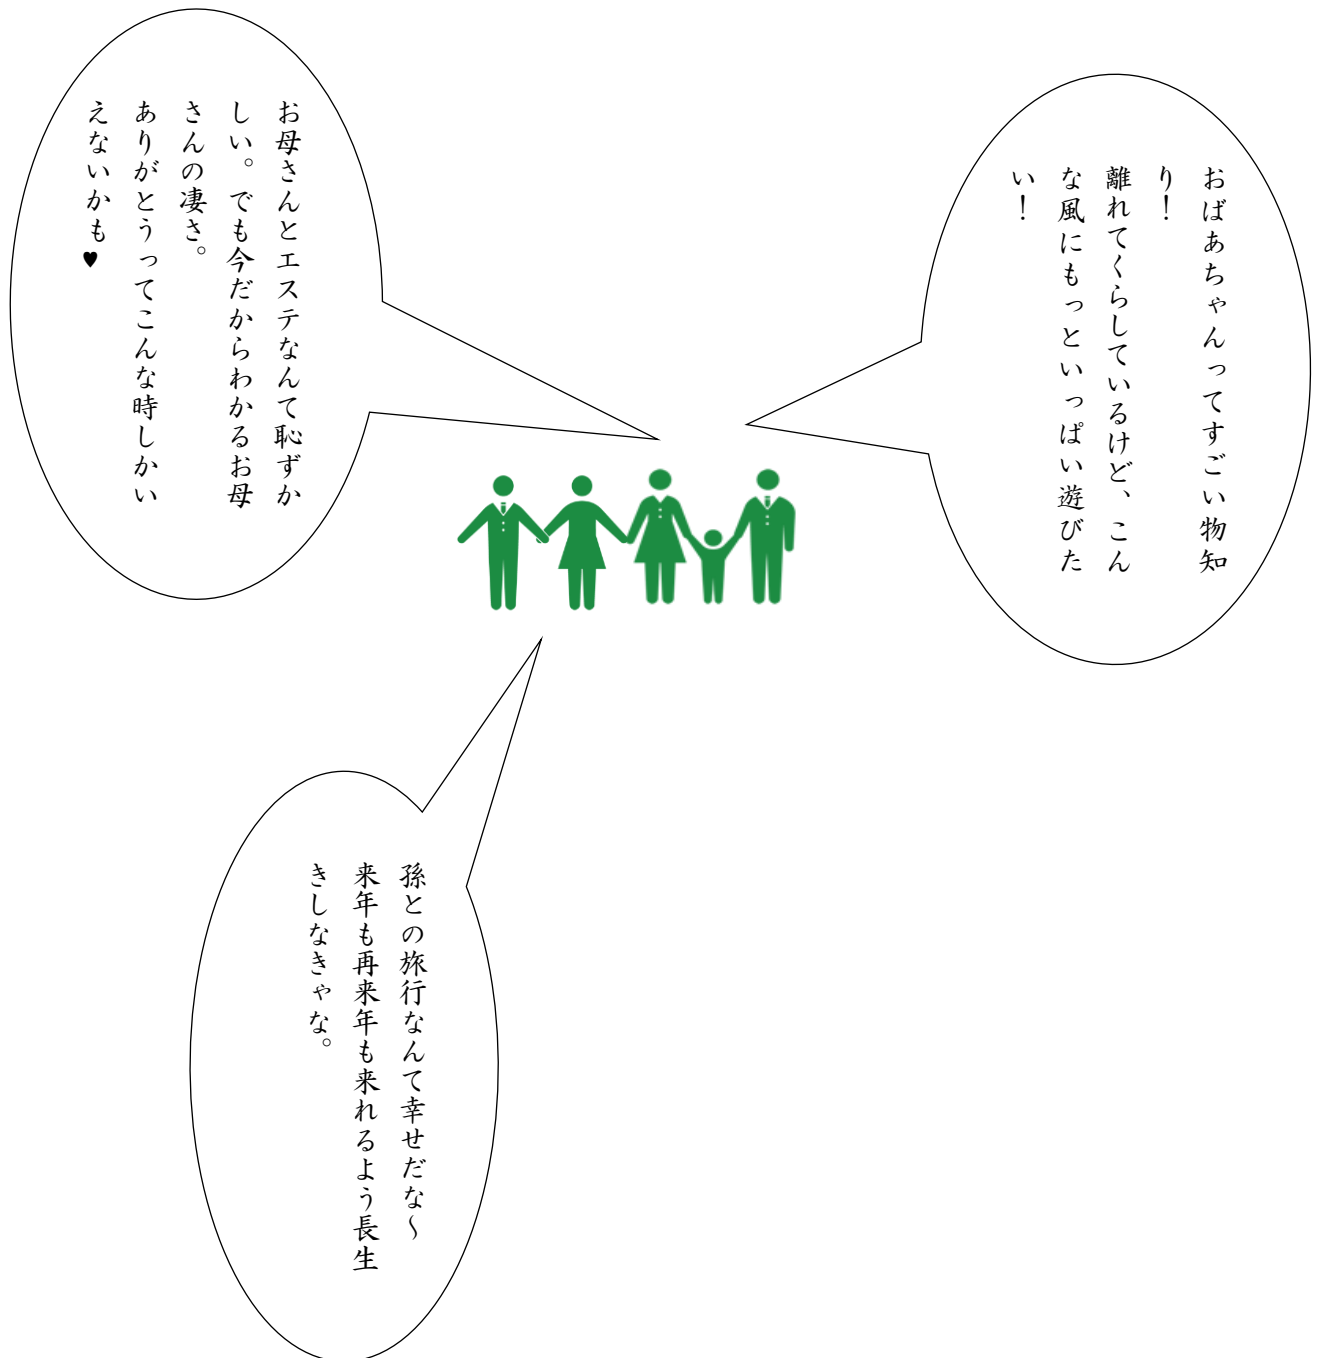 おばあちゃんってすごい物知
り！
離れてくらしているけど、こん
な風にもっといっぱい遊びた
い！
お母さんとエステなんて恥ずか
しい。でも今だからわかるお母
さんの凄さ。
ありがとうってこんな時しかい
えないかも♥
孫との旅行なんて幸せだな～
来年も再来年も来れるよう長生
きしなきゃな。